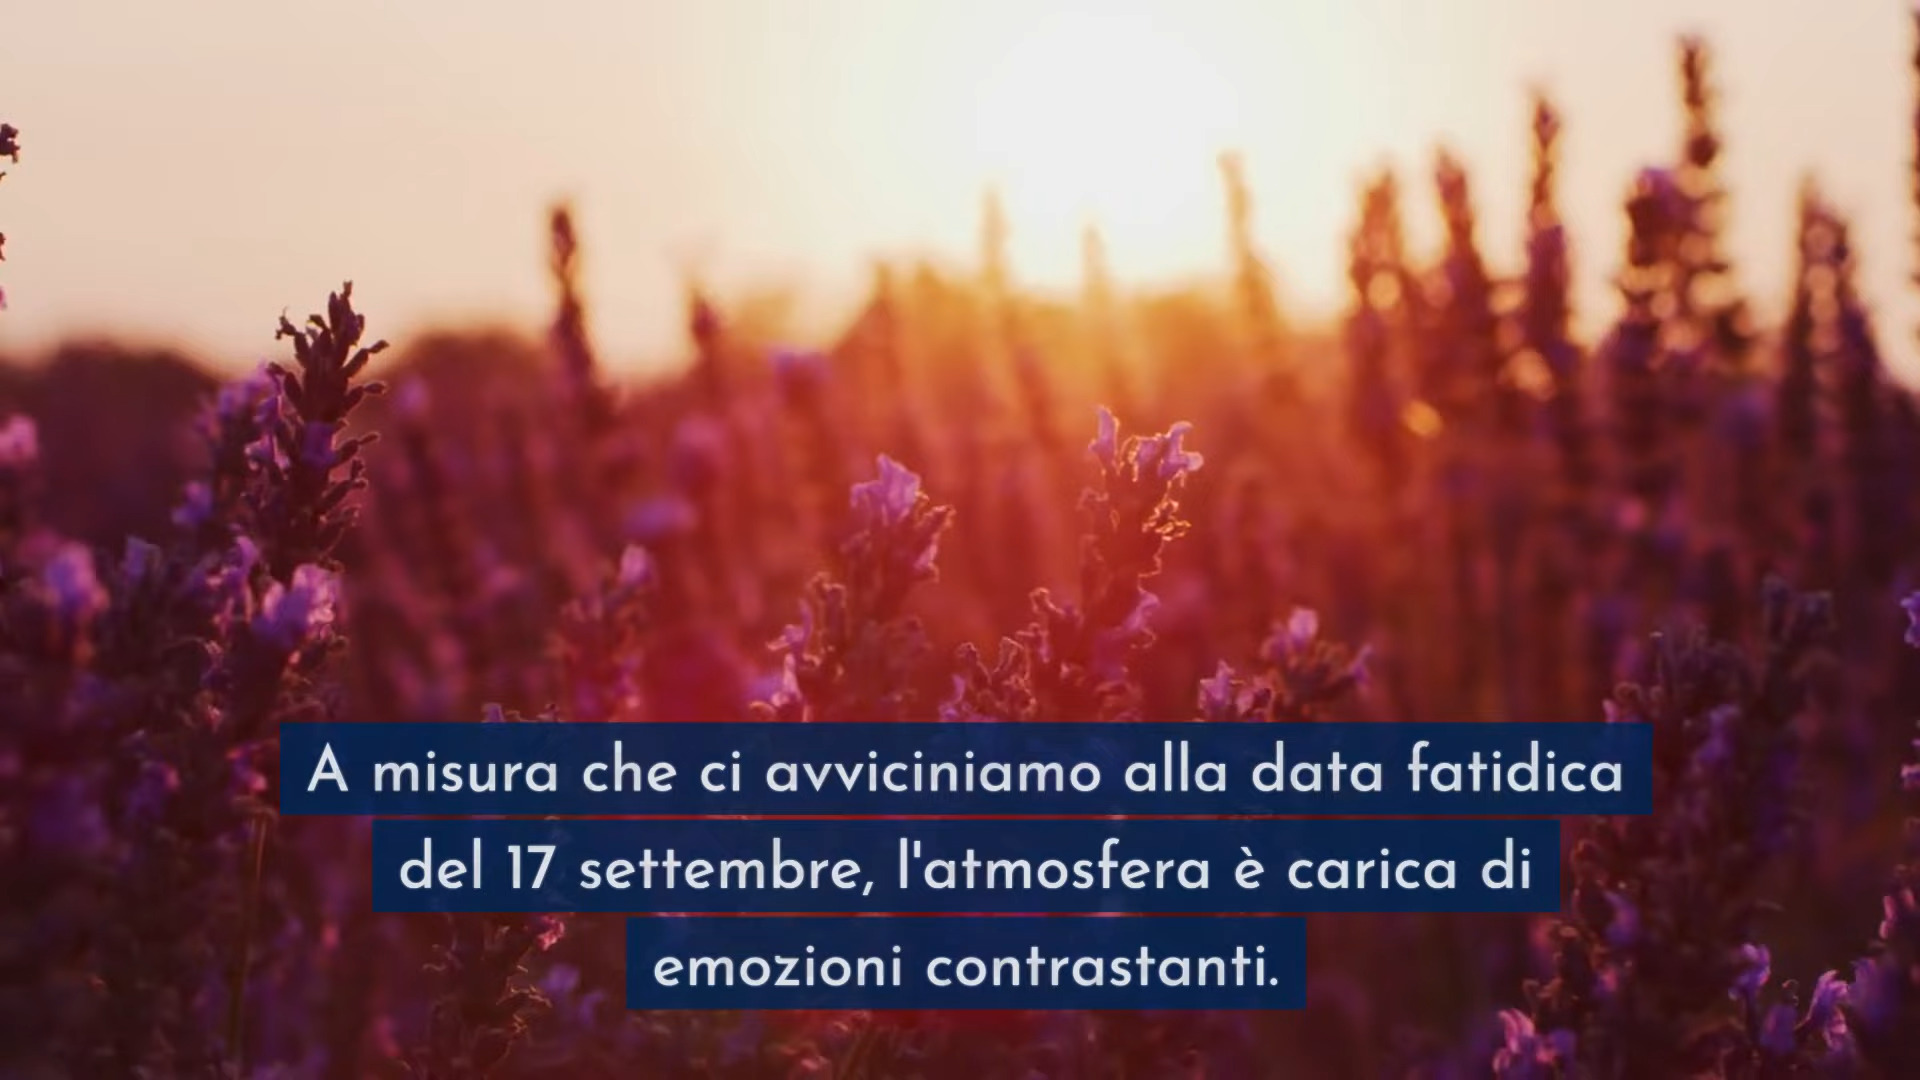 A misura che ci avviciniamo alla data fatidica
del 17 settembre, l'atmosfera è carica di
emozioni contrastanti.